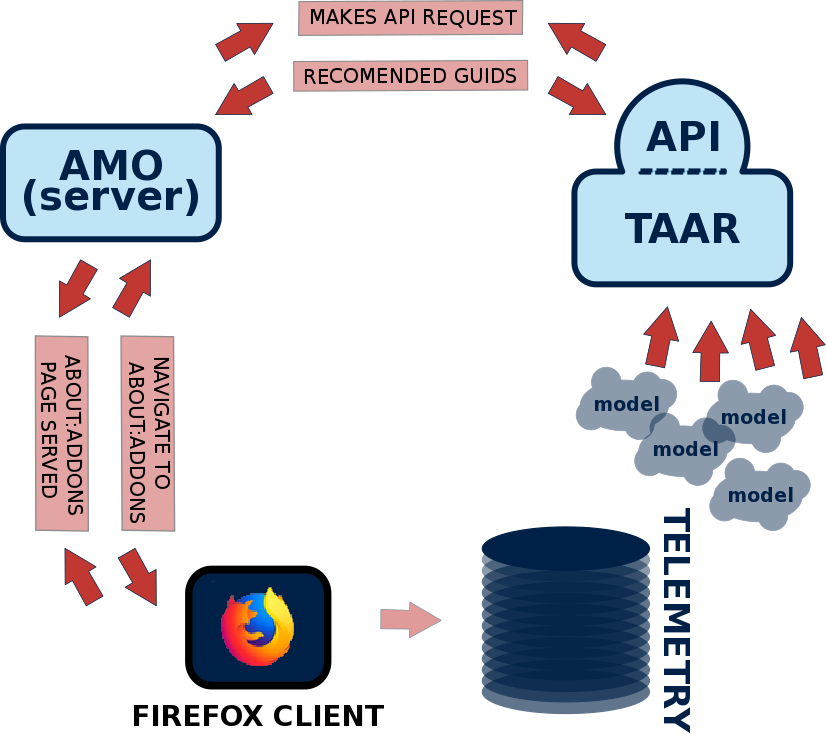 MAKES API REQUEST
RECOMENDED GUIDS
AMO
(server)
API
TAAR
ABOUT:ADDONS
PAGE SERVED
NAVIGATE TO
ABOUT:ADDONS
model
model
model
model
TELEMETRY
FIREFOX CLIENT